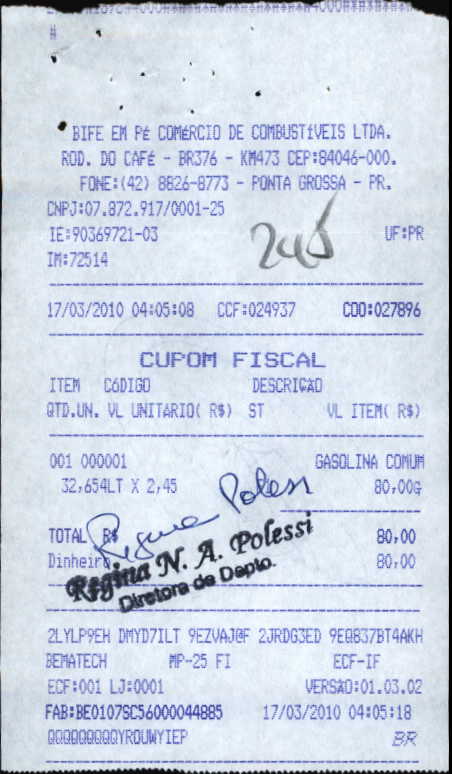 #
BIFE EM Pé COMéRCIO DE COMBUSTíVEIS LTDA.
ROD. DO CAFé - BR376 - KM473 CEP:84046-000.
FONE:(42) 8826-8773 - PONTA GROSSA - PR.
CNPJ:07.872.917/0001-25
IE:90369721-03 UF:PR
IM:72514
245
17/03/2010 04:05:08 CCF:024937 COO:027896
CUPOM FISCAL
ITEM CóDIGO DESCRIÇÃO
QTD.UN. VL UNITÁRIO( R$) ST VL ITEM( R$)
001 000001 GASOLINA COMUM
32,654LT X 2,45 80,00G
TOTAL R$ 80,00
Dinheiro 80,00
Regina Polessi
Regina N. A. Polessi
Diretora de Depto.
2LYLP9EH DMYD7ILT 9EZVAJ@F 2JRDG3ED 9EQ837BT4AKH
BEMATECH MP-25 FI ECF-IF
ECF:001 LJ:0001 VERSÃO:01.03.02
FAB:BE0107SC56000044885 17/03/2010 04:05:18
QQQQQQQQQYROUWYIEP BR